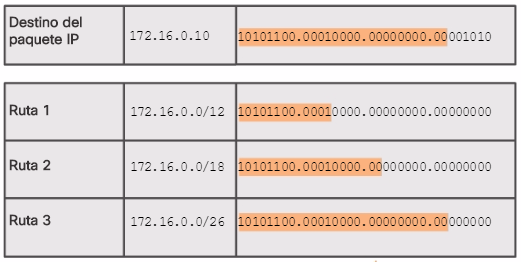 Destino del
paquete IP
172.16.0.10
10101100.00010000.00000000.00001010
Ruta 1
172.16.0.0/12
10101100.00010000.00000000.00000000
Ruta 2
172.16.0.0/18
10101100.00010000.00000000.00000000
Ruta 3
172.16.0.0/26
10101100.00010000.00000000.00000000